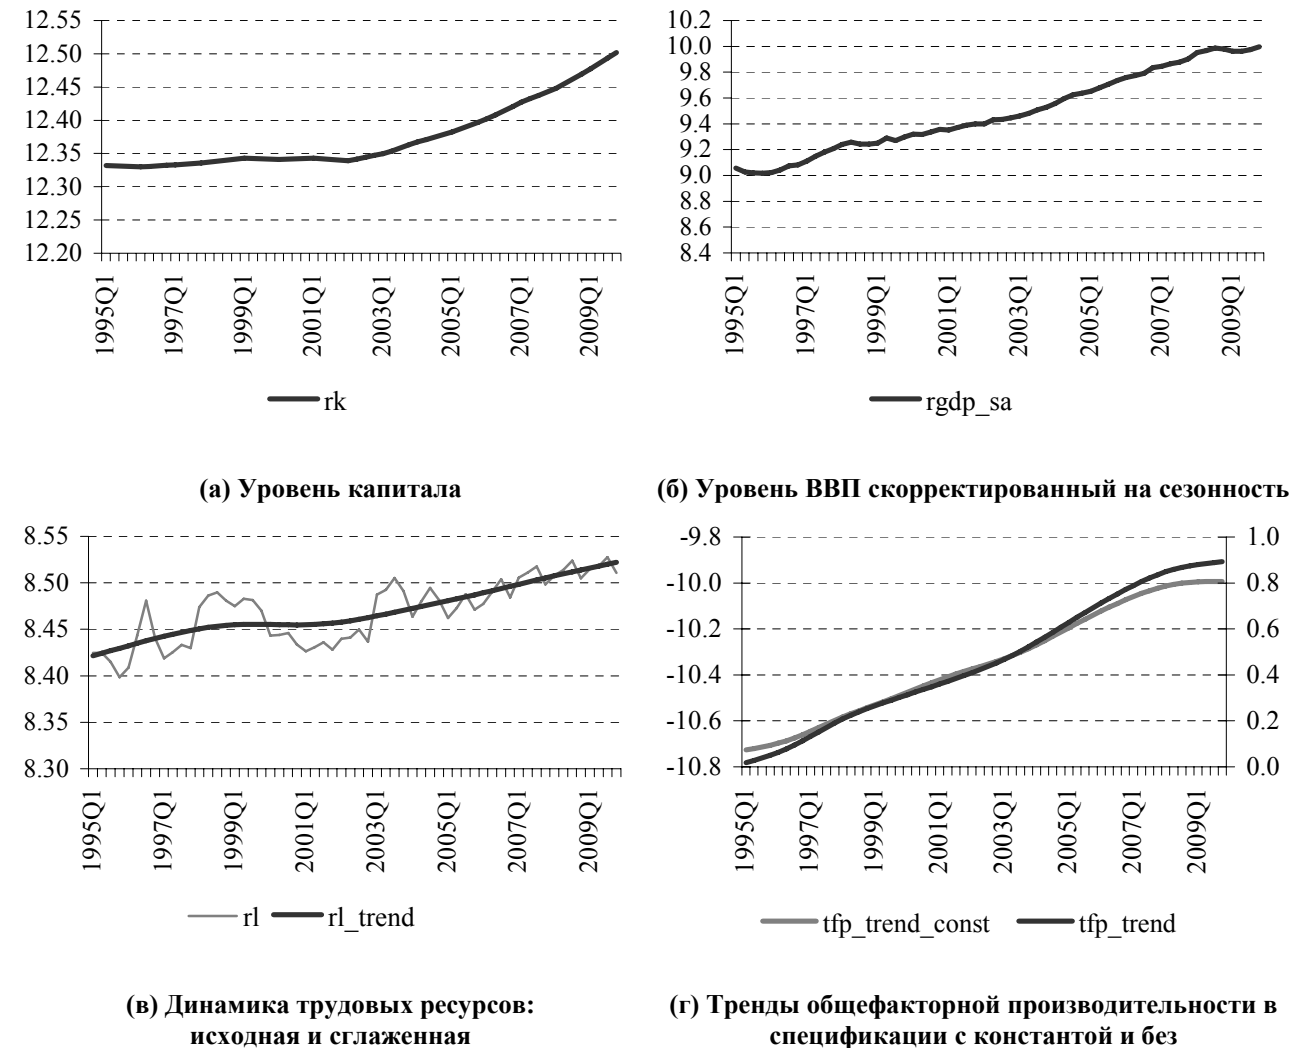 12.55
12.50
12.45
12.40
12.35
12.30
12.25
12.20
1995Q1
1997Q1
1999Q1
2001Q1
2003Q1
2005Q1
2007Q1
2009Q1
rk
(а) Уровень капитала
10.2
10.0
9.8
9.6
9.4
9.2
9.0
8.8
8.6
8.4
1995Q1
1997Q1
1999Q1
2001Q1
2003Q1
2005Q1
2007Q1
2009Q1
rgdp_sa
(б) Уровень ВВП скорректированный на сезонность
8.55
8.50
8.45
8.40
8.35
8.30
1995Q1
1997Q1
1999Q1
2001Q1
2003Q1
2005Q1
2007Q1
2009Q1
rl rl_trend
(в) Динамика трудовых ресурсов:
исходная и сглаженная
-9.8
-10.0
-10.2
-10.4
-10.6
-10.8
1.0
0.8
0.6
0.4
0.2
0.0
1995Q1
1997Q1
1999Q1
2001Q1
2003Q1
2005Q1
2007Q1
2009Q1
tfp_trend_const tfp_trend
(г) Тренды общефакторной производительности в
спецификации с константой и без